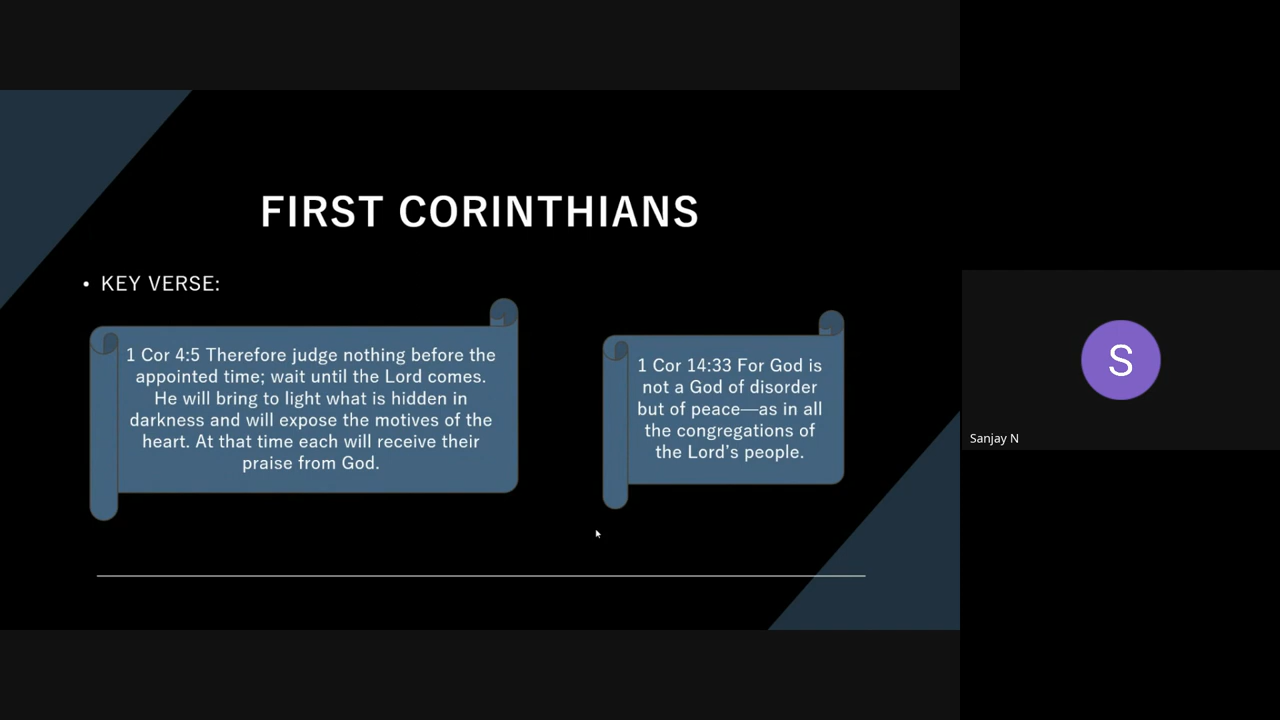 FIRST CORINTHIANS
• KEY VERSE:
1 Cor 4:5 Therefore judge nothing before the
appointed time; wait until the Lord comes.
He will bring to light what is hidden in
darkness and will expose the motives of the
heart. At that time each will receive their
praise from God.
1 Cor 14:33 For God is
not a God of disorder
but of peace—as in all
the congregations of
the Lord's people.
S
Sanjay N